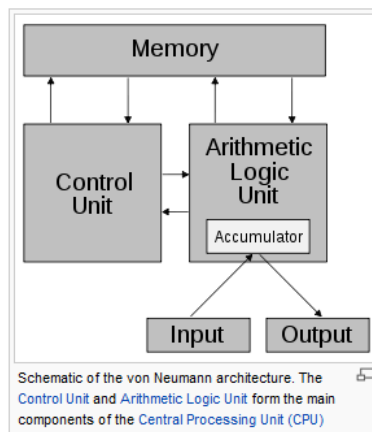 Memory
Control
Unit
Arithmetic
Logic
Unit
Accumulator
Input
Output
Schematic of the von Neumann architecture. The
Control Unit and Arithmetic Logic Unit form the main
components of the Central Processing Unit (CPU)